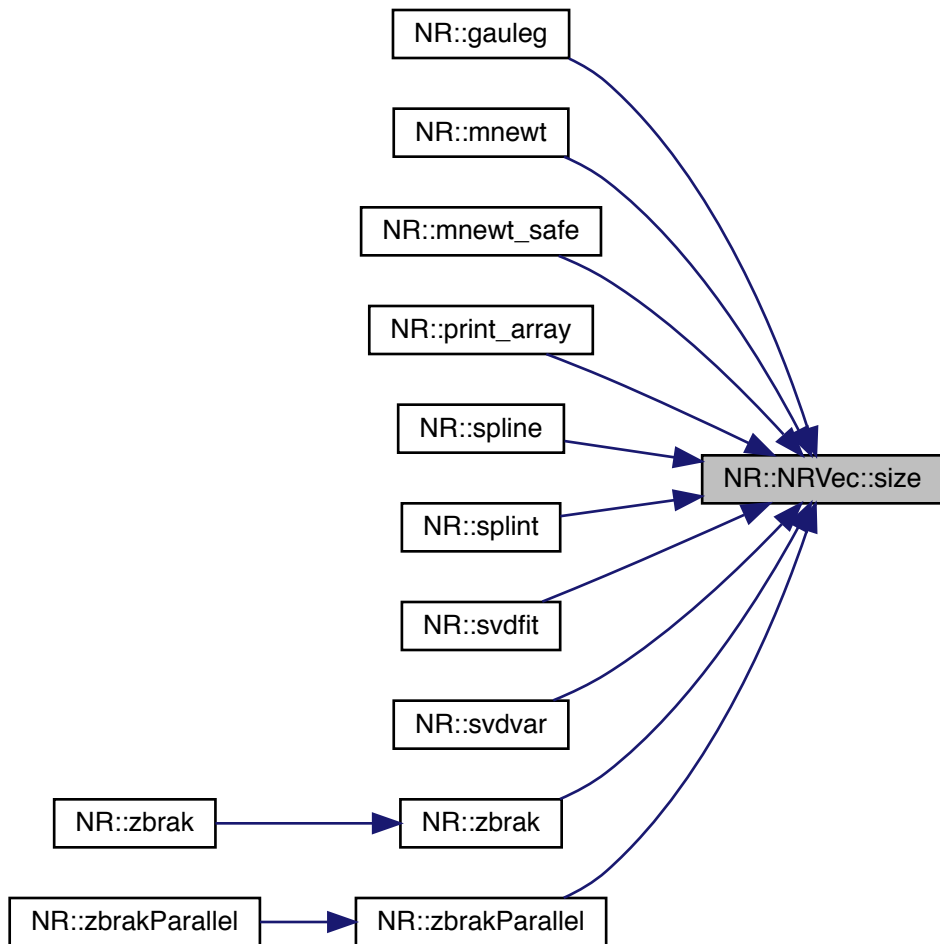 NR::gauleg
NR::mnewt
NR::mnewt_safe
NR::print_array
NR::spline
NR::NRVec::size
NR::splint
NR::svdfit
NR::svdvar
NR::zbrak
NR::zbrak
NR::zbrakParallel
NR::zbrakParallel